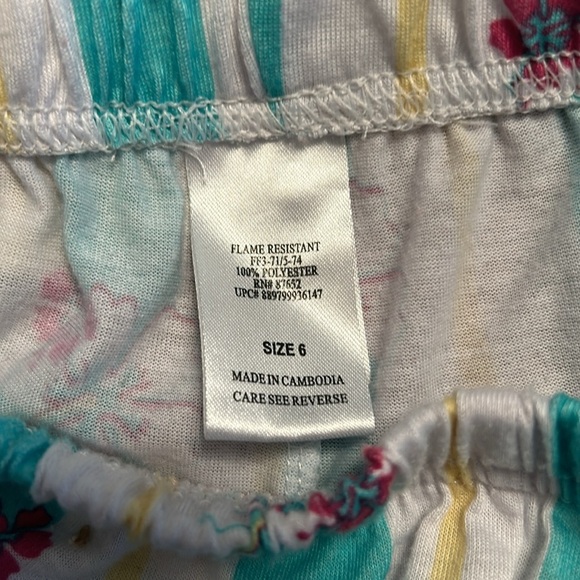 FLAME RESISTANT
FF3-71/5-74
100% POLYESTER
RN# 87652
UPC# 889799936147
SIZE 6
MADE IN CAMBODIA
CARE SEE REVERSE